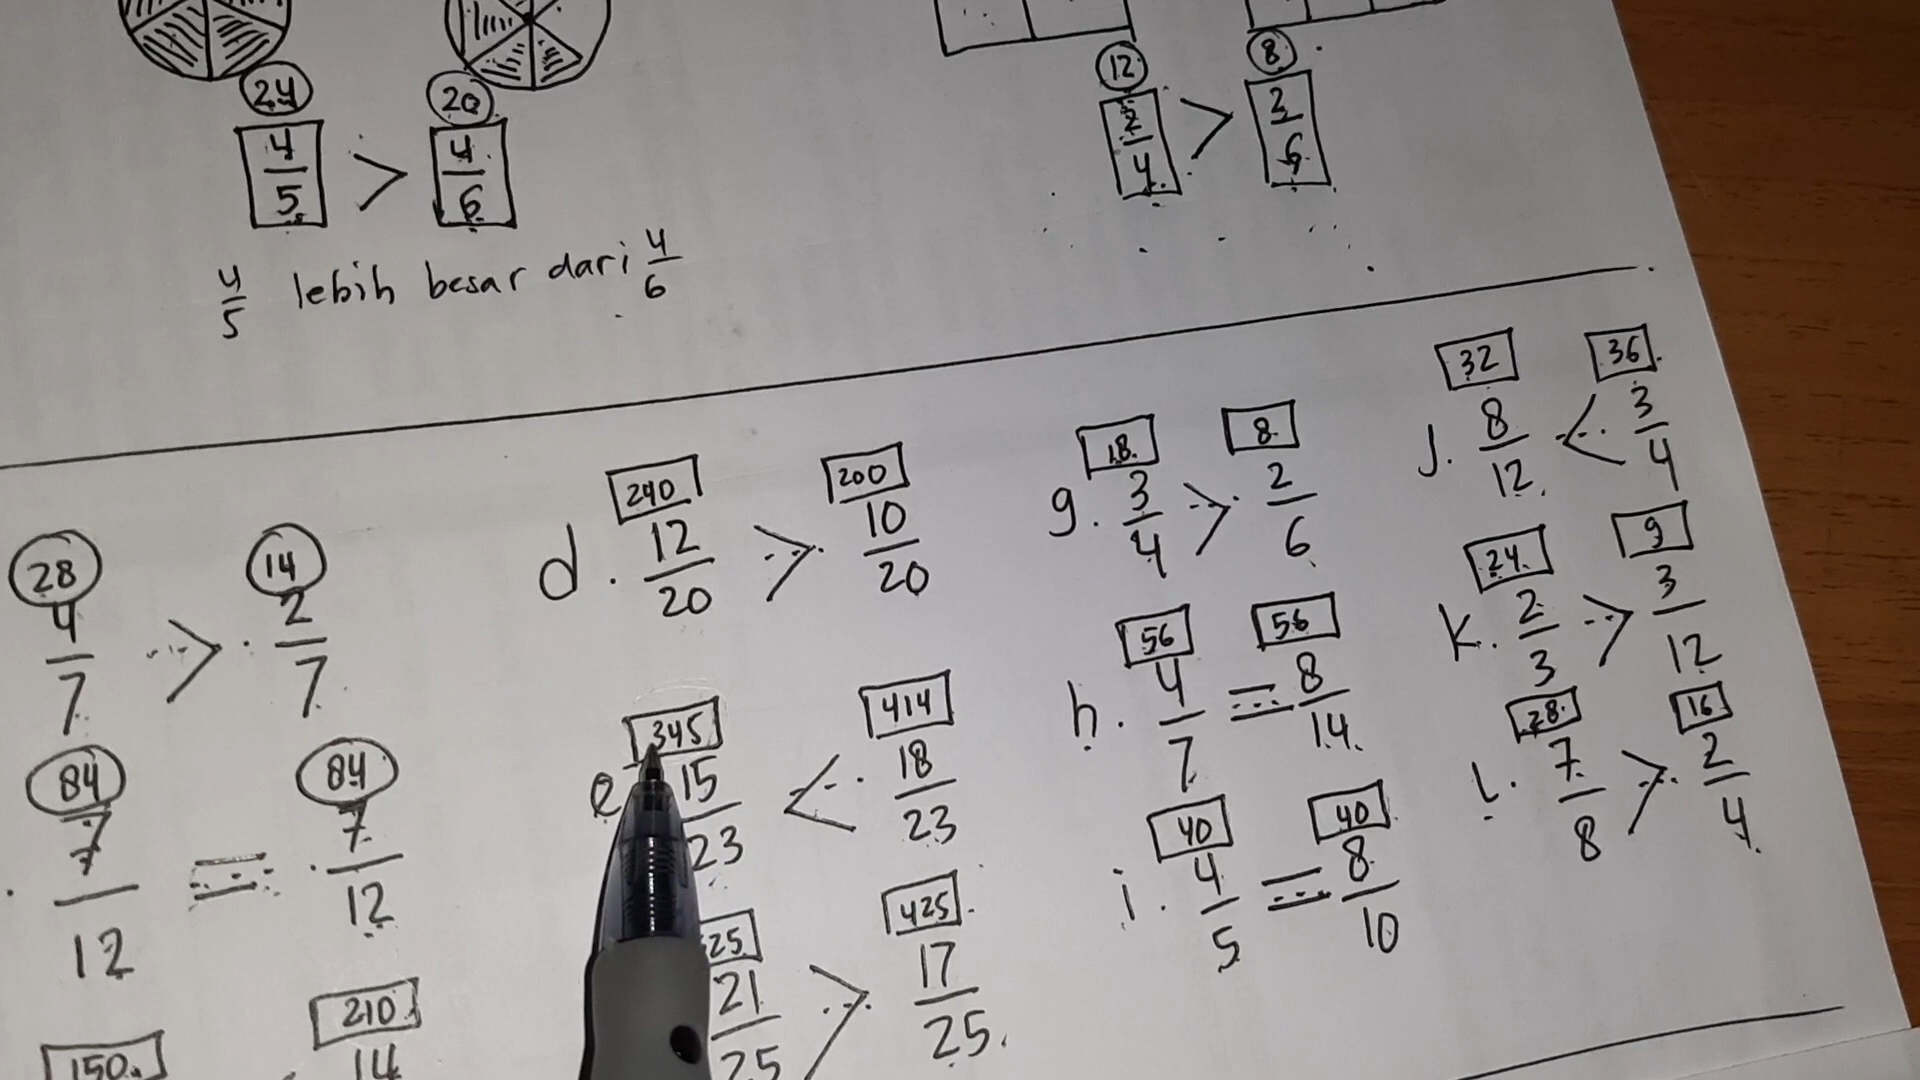 24 20 12 8
4/5 > 4/6 2/4 > 2/6
4/5 lebih besar dari 4/6
28 14
4/7 > 2/7
84 84
7/12 = 7/12
150 210
14
240 200
d. 12/20 > 10/20
345 414
e 15/23 < 18/23
25 425
21/25 > 17/25
18 8
g. 3/4 > 2/6
56 56
h. 4/7 = 8/14
40 40
i. 4/5 = 8/10
32 36
J. 8/12 < 3/4
24 9
K. 2/3 > 3/12
28 16
l. 7/8 > 2/4